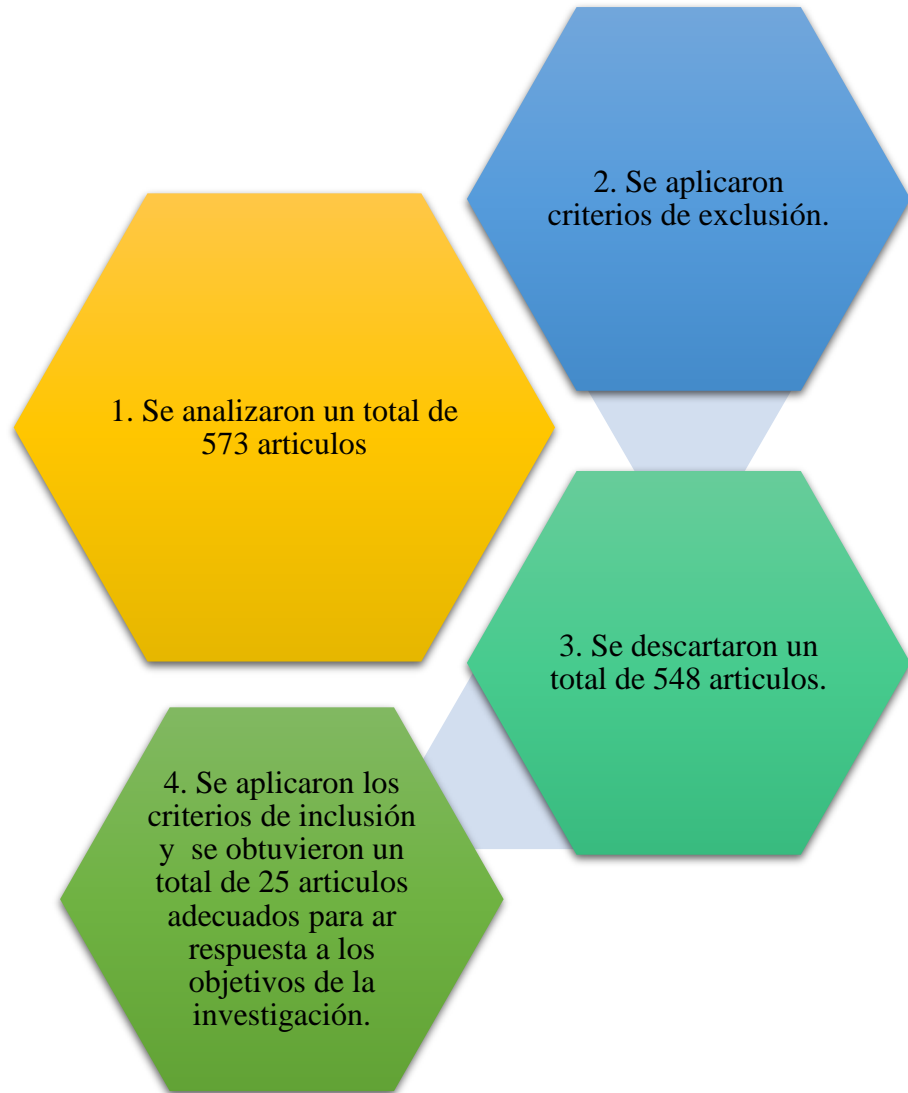 1. Se analizaron un total de
573 articulos
2. Se aplicaron
criterios de exclusión.
3. Se descartaron un
total de 548 articulos.
4. Se aplicaron los
criterios de inclusión
y  se obtuvieron un
total de 25 articulos
adecuados para ar
respuesta a los
objetivos de la
investigación.